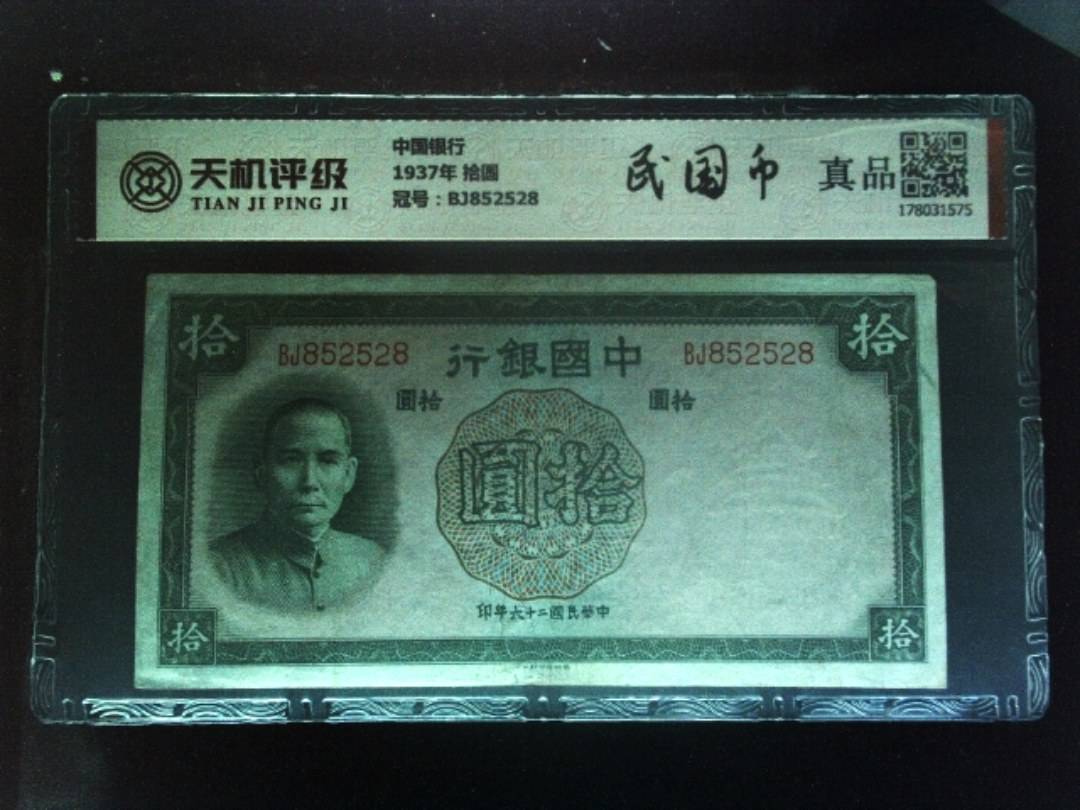 天机评级
TIAN JI PING JI
中国银行
1937年 拾圆
冠号：BJ852528
民国币
真品
178031575
拾
拾
BJ852528
行銀國中
BJ852528
圓拾
圓拾
圓拾
印年六十二國民華中
拾
拾